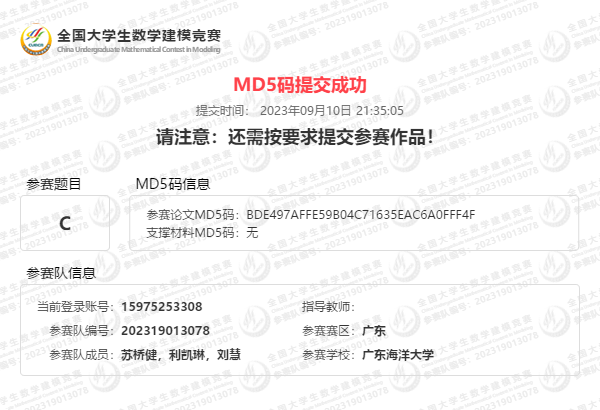 全国大学生数学建模竞赛
China Undergraduate Mathematical Contest in Modeling
MD5码提交成功
提交时间： 2023年09月10日 21:35:05
请注意：还需按要求提交参赛作品！
参赛题目
MD5码信息
C
参赛论文MD5码：BDE497AFFE59B04C71635EAC6A0FFF4F
支撑材料MD5码：无
参赛队信息
当前登录账号：15975253308
指导教师：
参赛队编号：202319013078
参赛赛区：广东
参赛队成员：苏桥健，利凯琳，刘慧
参赛学校：广东海洋大学